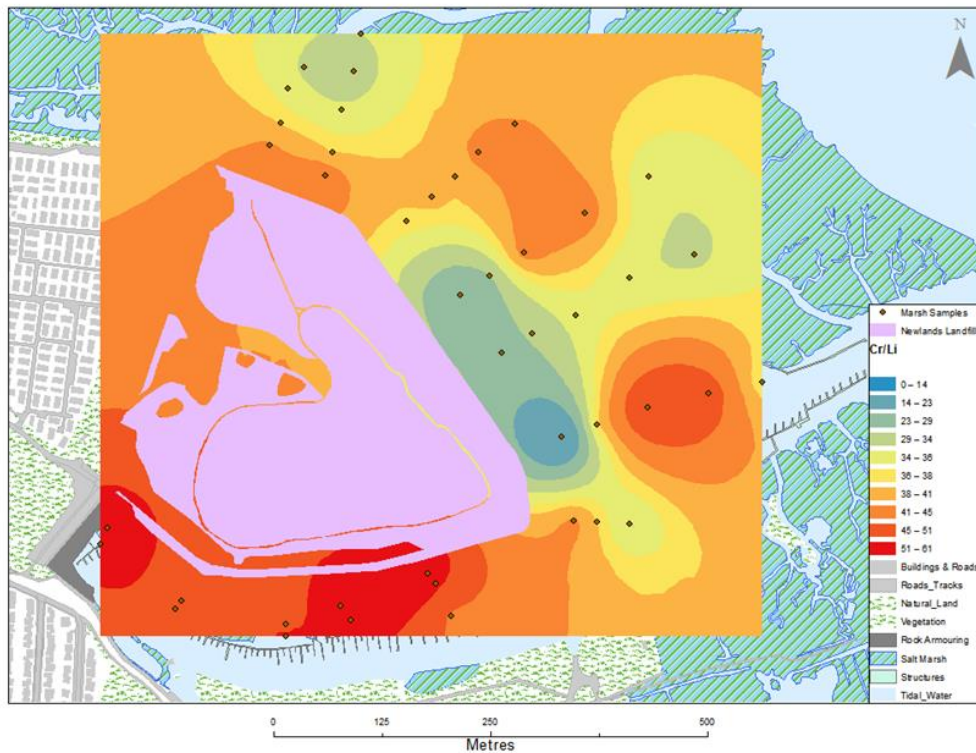 N
Marsh Samples
Newlands Landfill
Cr/Li
0 – 14
14 – 23
23 – 29
29 – 34
34 – 36
36 – 38
38 – 41
41 – 45
45 – 51
51 – 61
Buildings & Roads
Roads_Tracks
Natural_Land
Vegetation
Rock Armouring
Salt Marsh
Structures
Tidal_Water
0 125 250 500
Metres